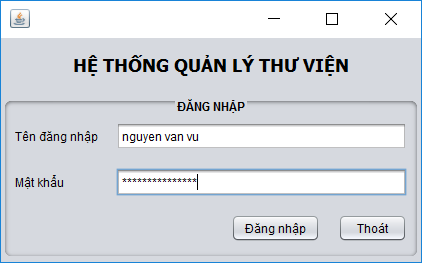 HỆ THỐNG QUẢN LÝ THƯ VIỆN
ĐĂNG NHẬP
Tên đăng nhập nguyen van vu
Mật khẩu ***************
Đăng nhập Thoát